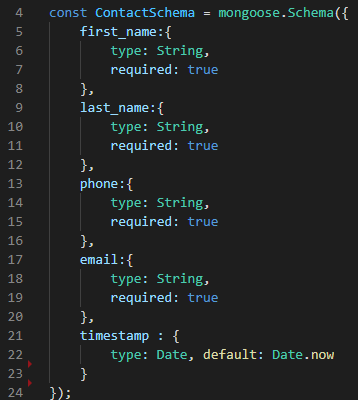 4 const ContactSchema = mongoose.Schema({
5     first_name:{
6         type: String,
7         required: true
8     },
9     last_name:{
10         type: String,
11         required: true
12     },
13     phone:{
14         type: String,
15         required: true
16     },
17     email:{
18         type: String,
19         required: true
20     },
21     timestamp : {
22         type: Date, default: Date.now
23     }
24 });